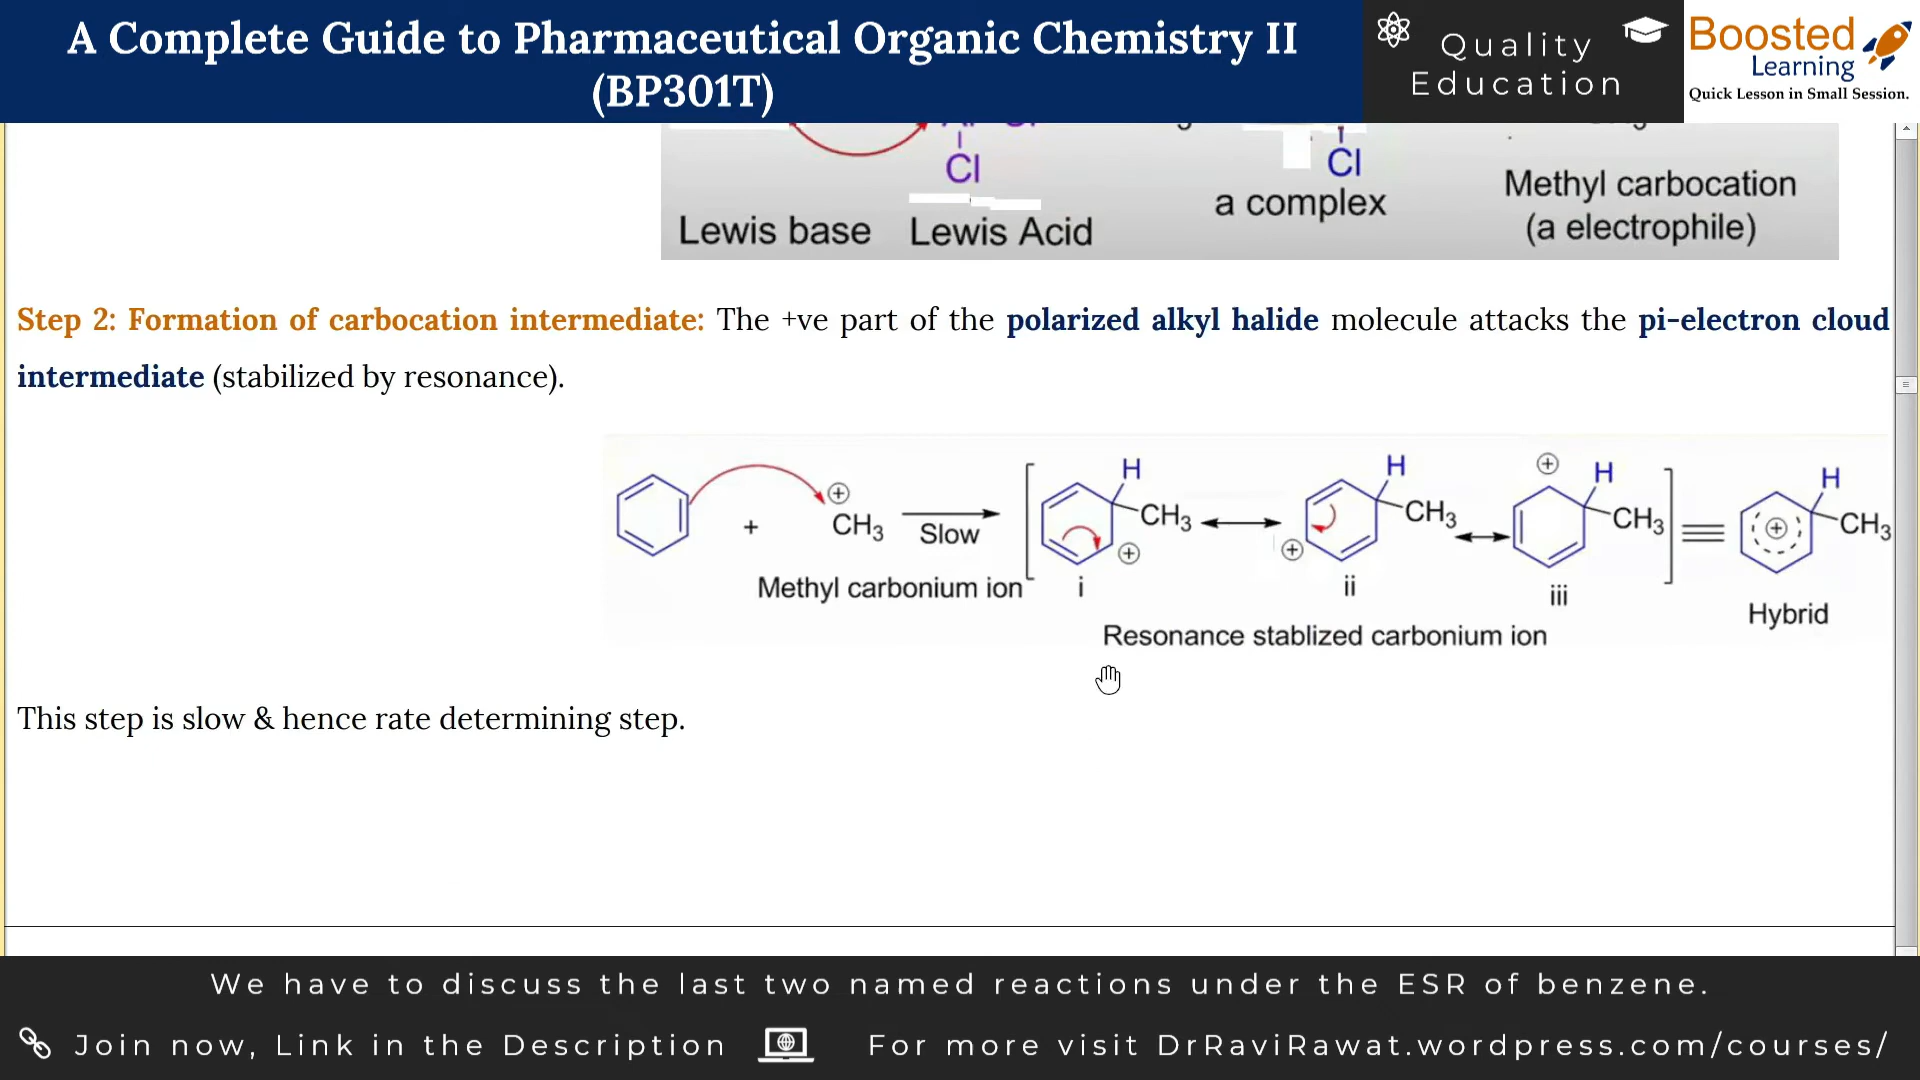 A Complete Guide to Pharmaceutical Organic Chemistry II
(BP301T)
Quality
Education
Boosted
Learning
Quick Lesson in Small Session.
Cl
Cl
Lewis base
Lewis Acid
a complex
Methyl carbocation
(a electrophile)
Step 2: Formation of carbocation intermediate: The +ve part of the polarized alkyl halide molecule attacks the pi-electron cloud
intermediate (stabilized by resonance).
+
CH3
Slow
H
CH3
H
CH3
H
CH3
H
CH3
Methyl carbonium ion
i
ii
iii
Hybrid
Resonance stablized carbonium ion
This step is slow & hence rate determining step.
We have to discuss the last two named reactions under the ESR of benzene.
Join now, Link in the Description
For more visit DrRaviRawat.wordpress.com/courses/